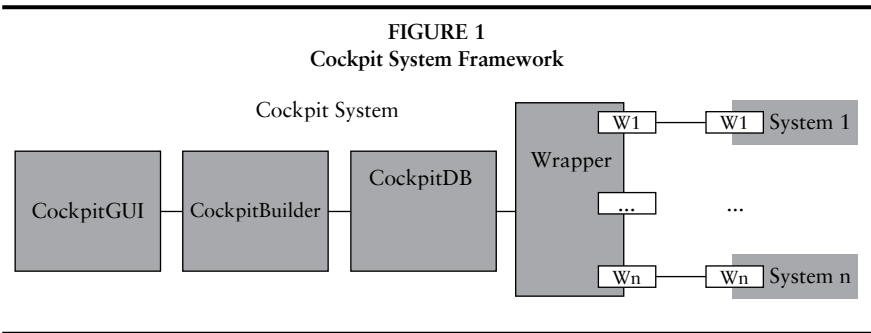 FIGURE 1
Cockpit System Framework
Cockpit System
CockpitGUI
CockpitBuilder
CockpitDB
Wrapper
W1
W1
System 1
...
...
Wn
Wn
System n